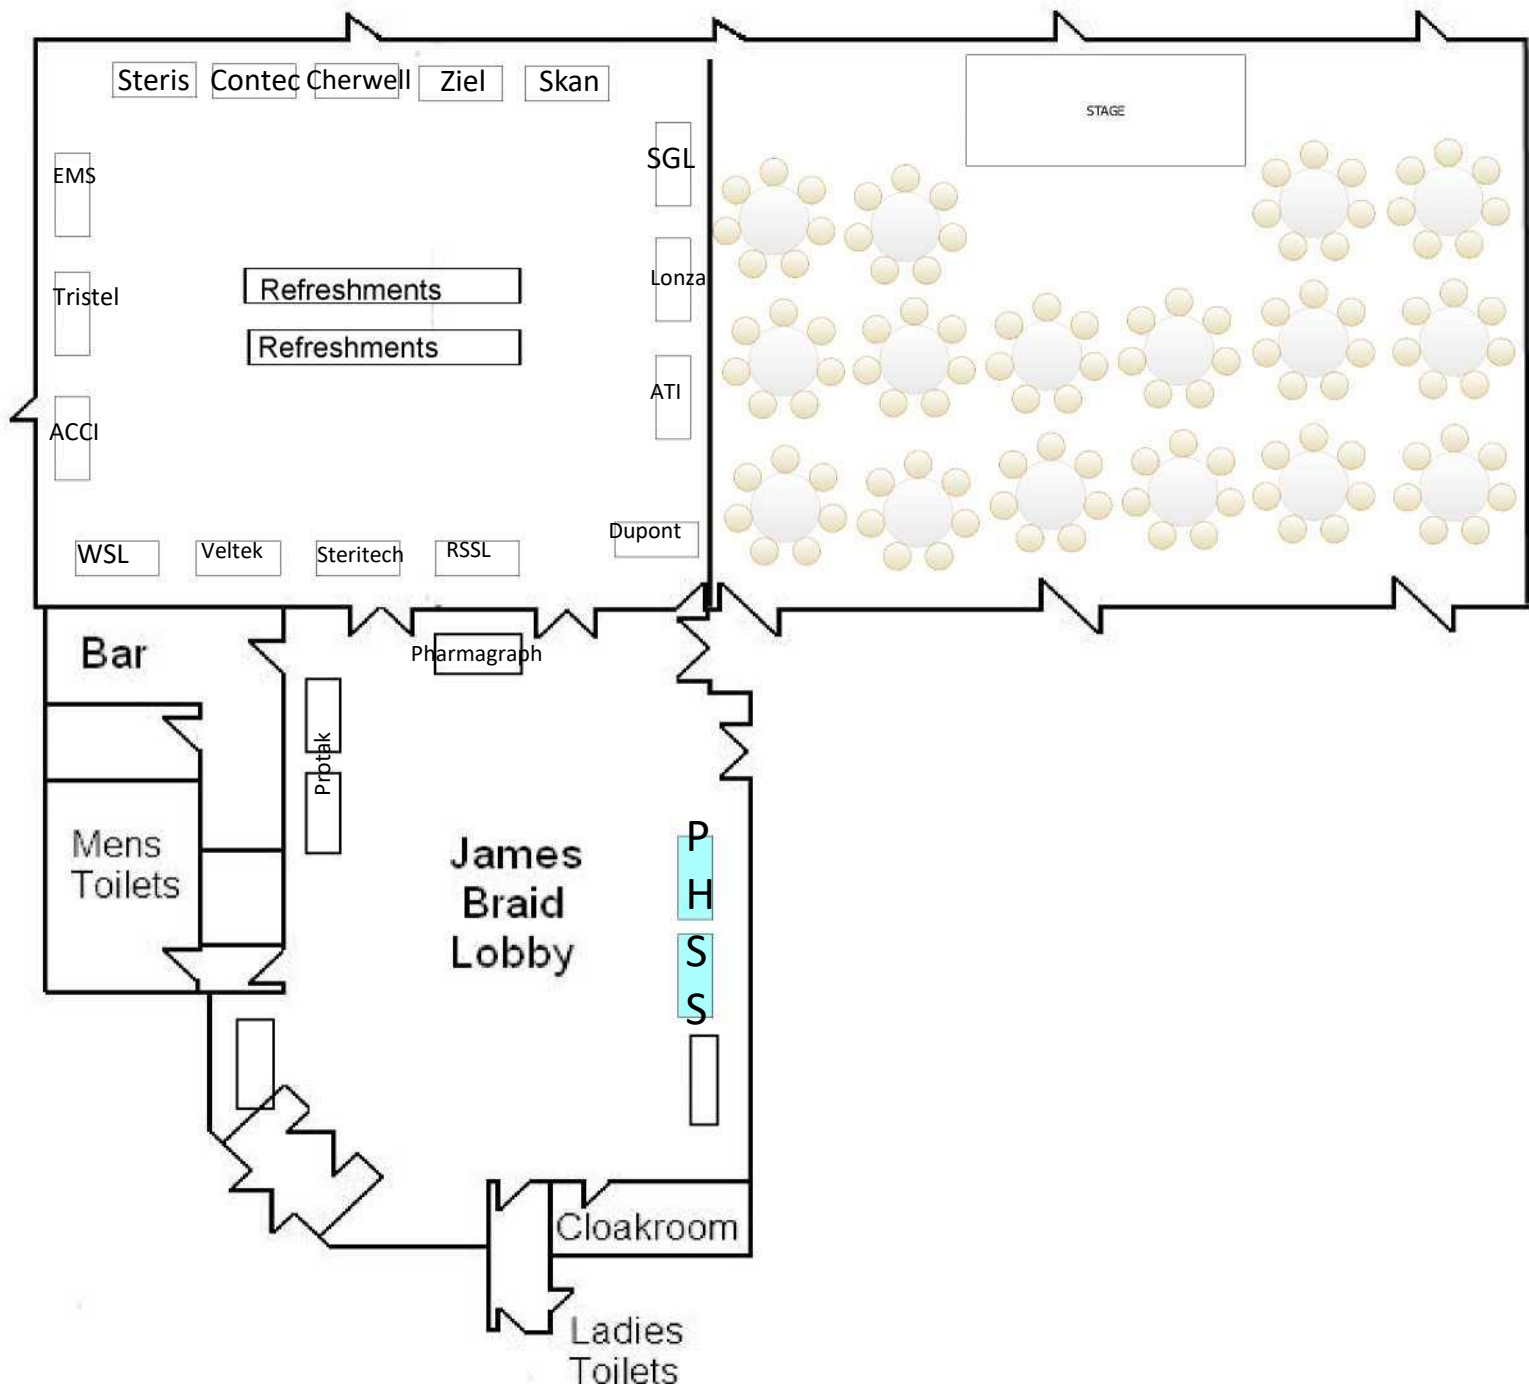 Steris
Contec
Cherwell
Ziel
Skan
STAGE
SGL
EMS
Lonza
Tristel
Refreshments
Refreshments
ATI
ACCI
Dupont
WSL
Veltek
Steritech
RSSL
Bar
Pharmagraph
Protak
Mens
Toilets
James
Braid
Lobby
P
H
S
S
Cloakroom
Ladies
Toilets